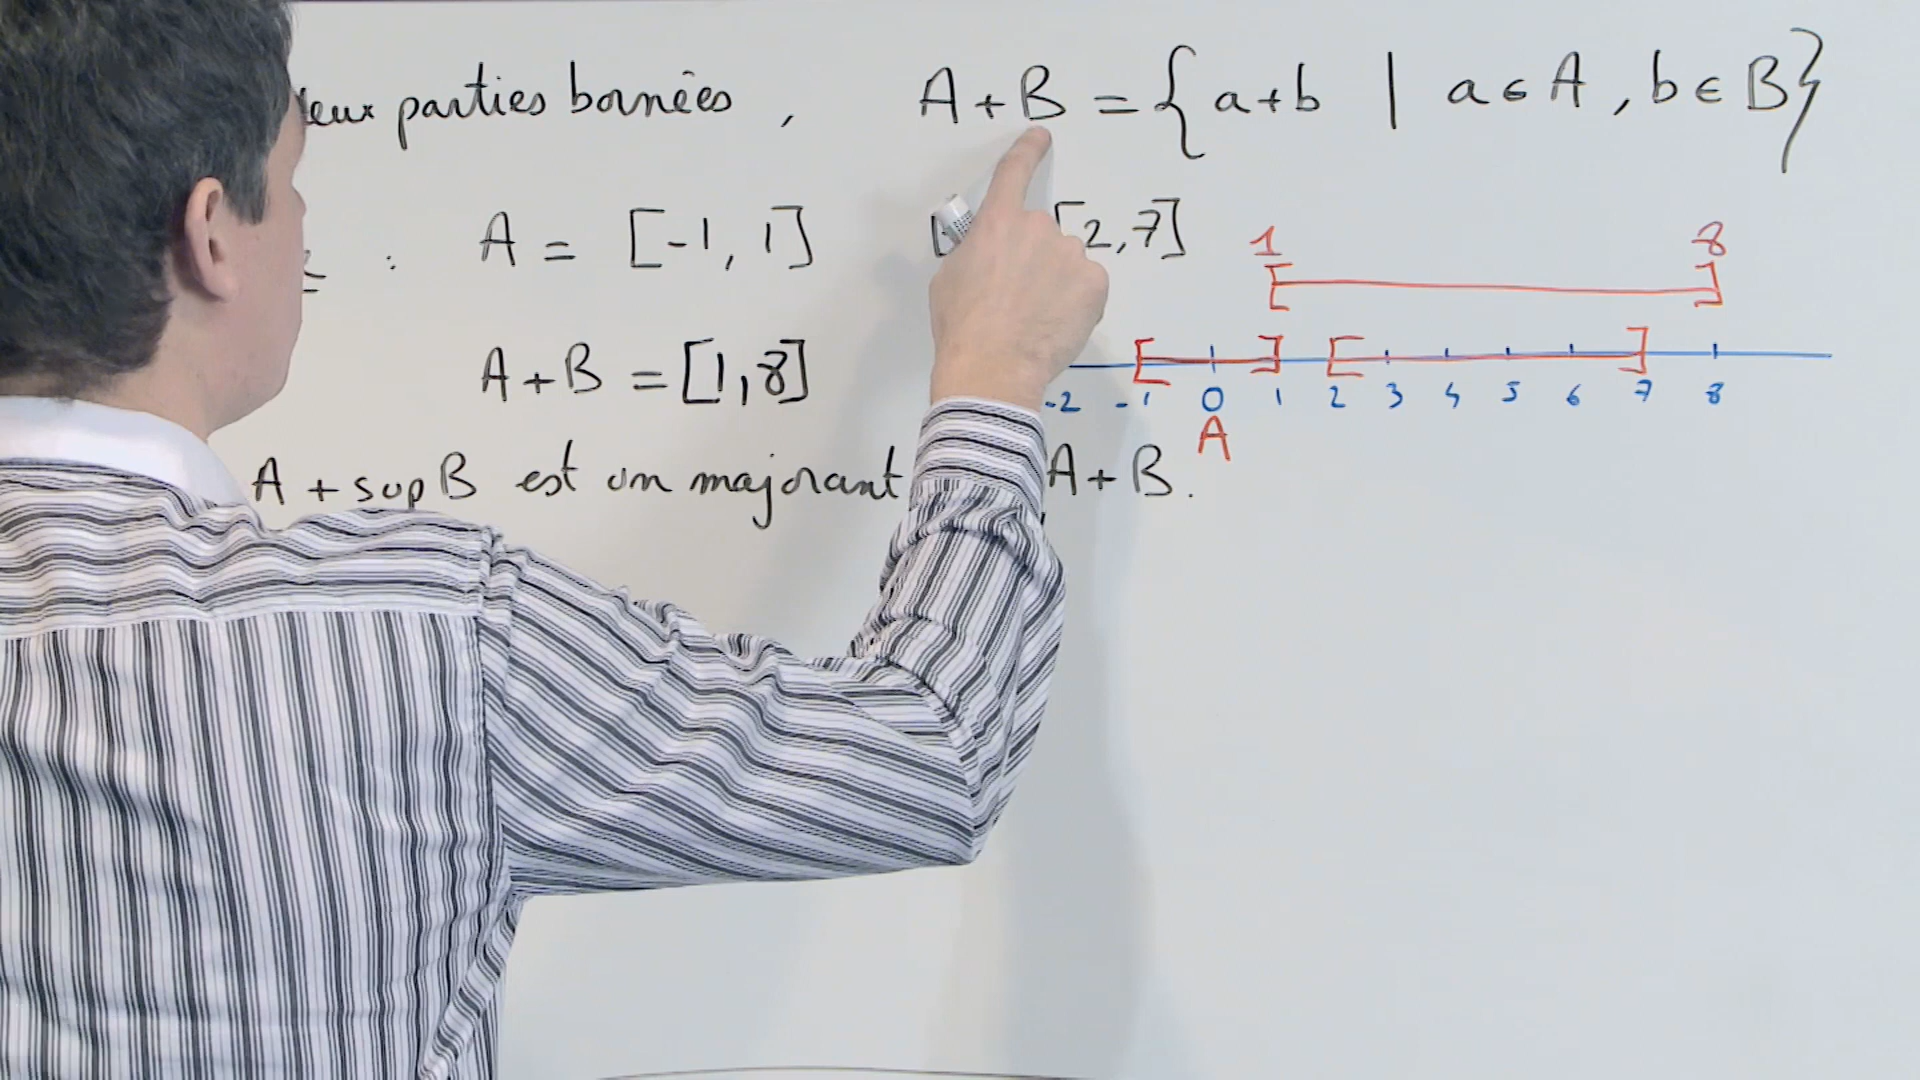 parties bornées , A+B = {a+b | a∈A, b∈B}
: A = [-1, 1] [2,7]
1 8
A+B = [1,8]
-2 -1 0 1 2 3 4 5 6 7 8
A
A + sup B est un majorant A+B.